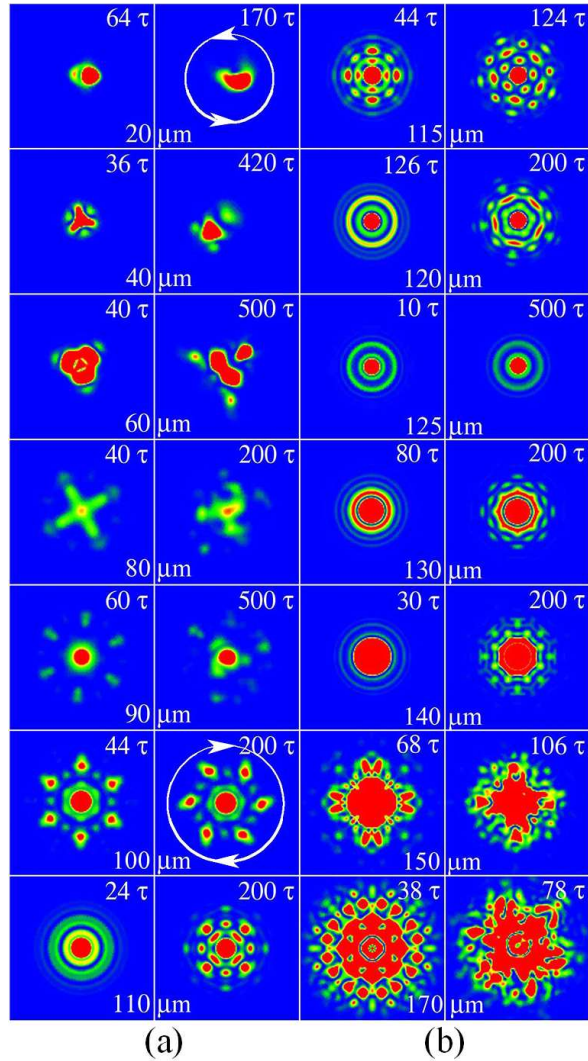 64 τ 170 τ 44 τ 124 τ
20 μm 115 μm
36 τ 420 τ 126 τ 200 τ
40 μm 120 μm
40 τ 500 τ 10 τ 500 τ
60 μm 125 μm
40 τ 200 τ 80 τ 200 τ
80 μm 130 μm
60 τ 500 τ 30 τ 200 τ
90 μm 140 μm
44 τ 200 τ 68 τ 106 τ
100 μm 150 μm
24 τ 200 τ 38 τ 78 τ
110 μm 170 μm
(a) (b)